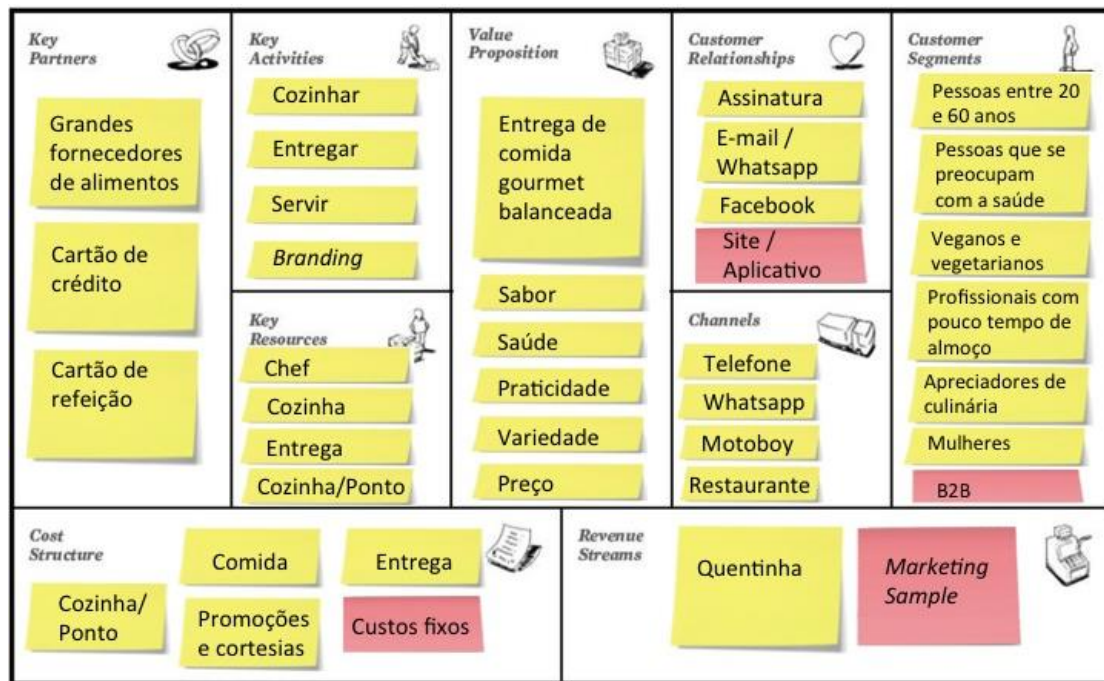 Key
Partners
Grandes
fornecedores
de alimentos
Cartão de
crédito
Cartão de
refeição
Key
Activities
Cozinhar
Entregar
Servir
Branding
Key
Resources
Chef
Cozinha
Entrega
Cozinha/Ponto
Value
Proposition
Entrega de
comida
gourmet
balanceada
Sabor
Saúde
Praticidade
Variedade
Preço
Customer
Relationships
Assinatura
E-mail /
Whatsapp
Facebook
Site /
Aplicativo
Channels
Telefone
Whatsapp
Motoboy
Restaurante
Customer
Segments
Pessoas entre 20
e 60 anos
Pessoas que se
preocupam
com a saúde
Veganos e
vegetarianos
Profissionais com
pouco tempo de
almoço
Apreciadores de
culinária
Mulheres
B2B
Cost
Structure
Cozinha/
Ponto
Comida
Promoções
e cortesias
Entrega
Custos fixos
Revenue
Streams
Quentinha
Marketing
Sample